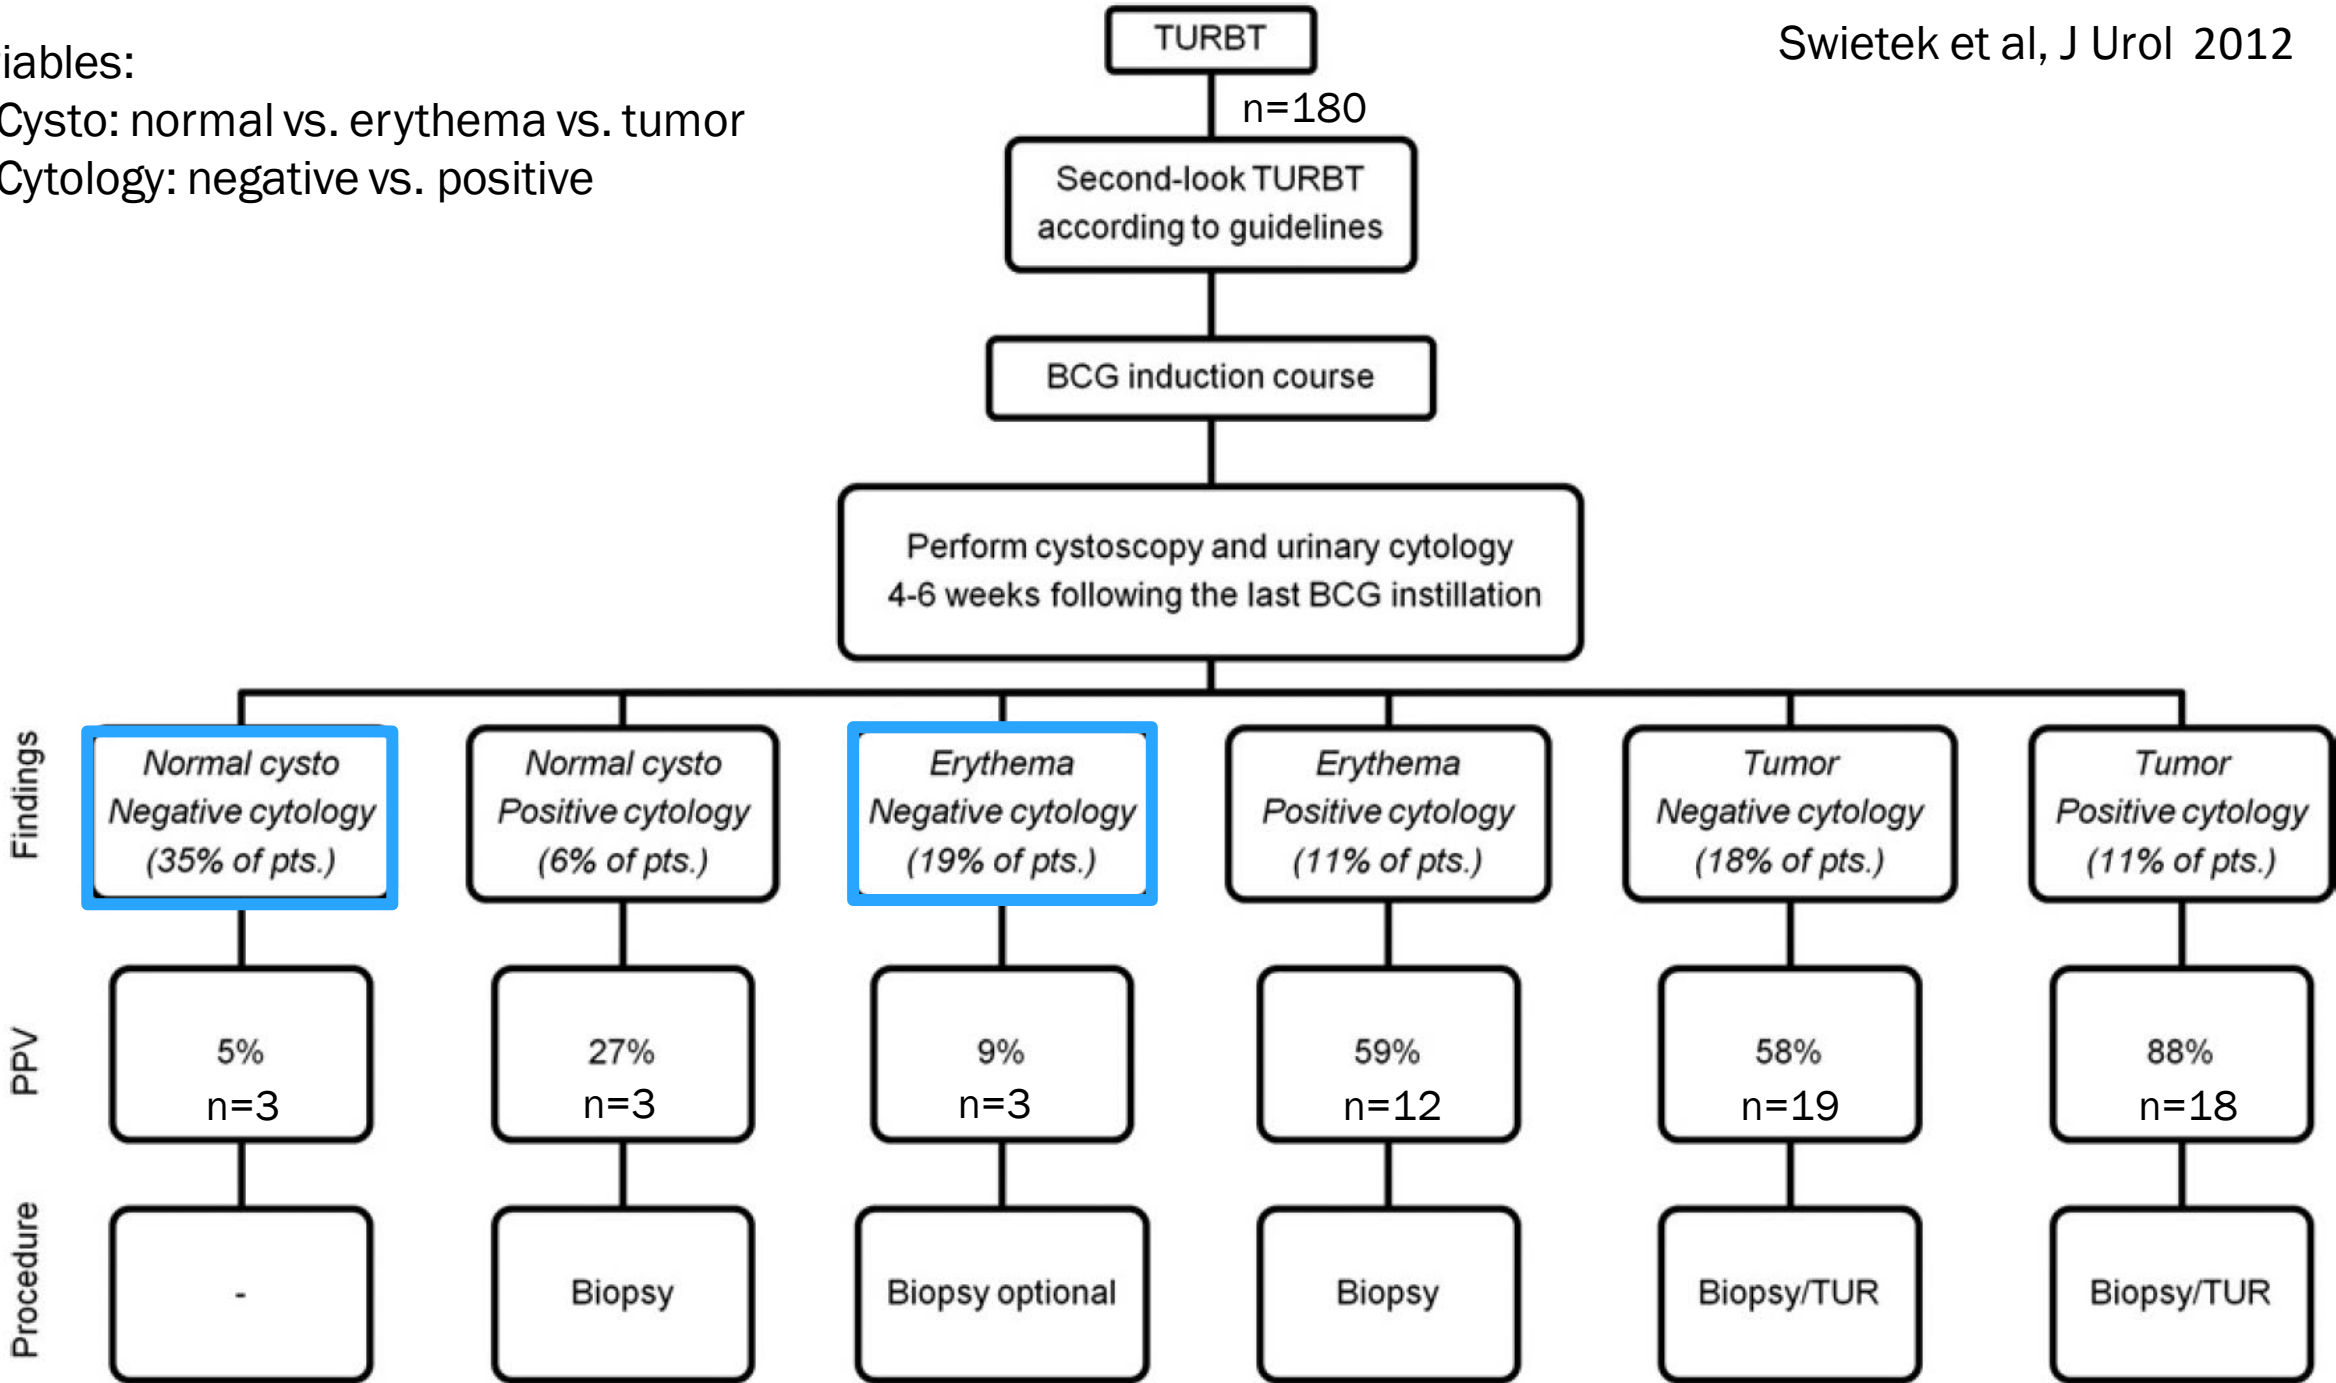 iables:
Cysto: normal vs. erythema vs. tumor
Cytology: negative vs. positive
Swietek et al, J Urol 2012
TURBT
n=180
Second-look TURBT
according to guidelines
BCG induction course
Perform cystoscopy and urinary cytology
4-6 weeks following the last BCG instillation
Findings
Normal cysto
Negative cytology
(35% of pts.)
Normal cysto
Positive cytology
(6% of pts.)
Erythema
Negative cytology
(19% of pts.)
Erythema
Positive cytology
(11% of pts.)
Tumor
Negative cytology
(18% of pts.)
Tumor
Positive cytology
(11% of pts.)
PPV
5%
n=3
27%
n=3
9%
n=3
59%
n=12
58%
n=19
88%
n=18
Procedure
-
Biopsy
Biopsy optional
Biopsy
Biopsy/TUR
Biopsy/TUR